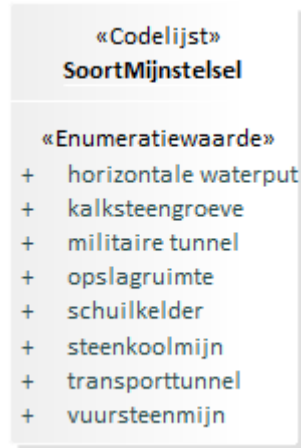 «Codelijst»
SoortMijnstelsel
«Enumeratiewaarde»
+ horizontale waterput
+ kalksteengroeve
+ militaire tunnel
+ opslagruimte
+ schuilkelder
+ steenkoolmijn
+ transporttunnel
+ vuursteenmijn